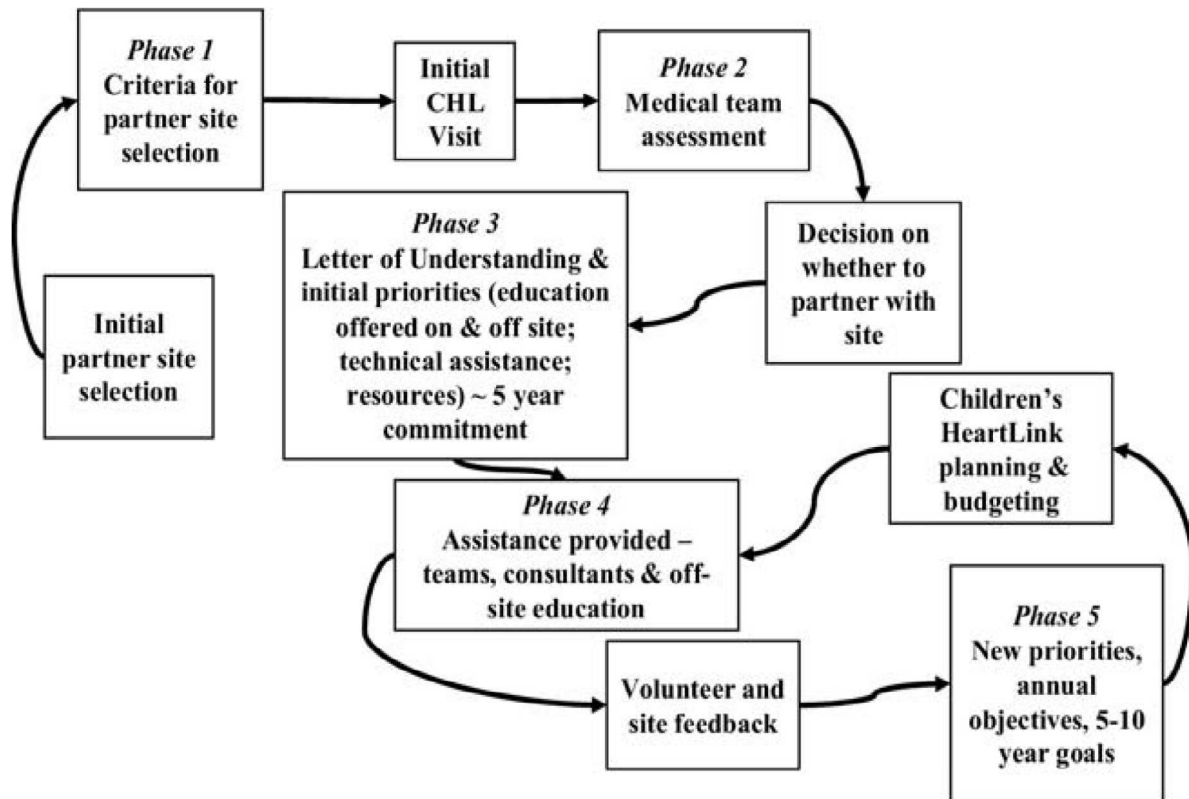 Phase 1
Criteria for
partner site
selection
Initial
CHL
Visit
Phase 2
Medical team
assessment
Decision on
whether to
partner with
site
Phase 3
Letter of Understanding &
initial priorities (education
offered on & off site;
technical assistance;
resources) ~ 5 year
commitment
Initial
partner site
selection
Children’s
HeartLink
planning &
budgeting
Phase 4
Assistance provided –
teams, consultants & off-
site education
Volunteer and
site feedback
Phase 5
New priorities,
annual
objectives, 5-10
year goals